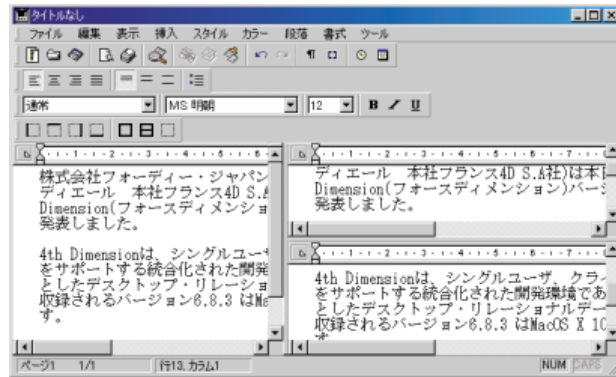 タイトルなし
ファイル 編集 表示 挿入 スタイル カラー 段落 書式 ツール
通常 MS 明朝 12 B I U
株式会社フォーディー・ジャパン
ディエール 本社フランス4D S.A
Dimension(フォースディメンショ
発表しました。
4th Dimensionは、シングルユーザ
をサポートする統合化された開発
としたデスクトップ・リレーショ
収録されるバージョン6.8.3 はMa
す。
ディエール 本社フランス4D S.A社)は本
Dimension(フォースディメンション)バー
発表しました。
4th Dimensionは、シングルユーザ、クラ
をサポートする統合化された開発環境であ
としたデスクトップ・リレーショナルデー
収録されるバージョン6.8.3 はMacOS X 10
ページ1 1/1 行13, カラム1 NUM CAPS